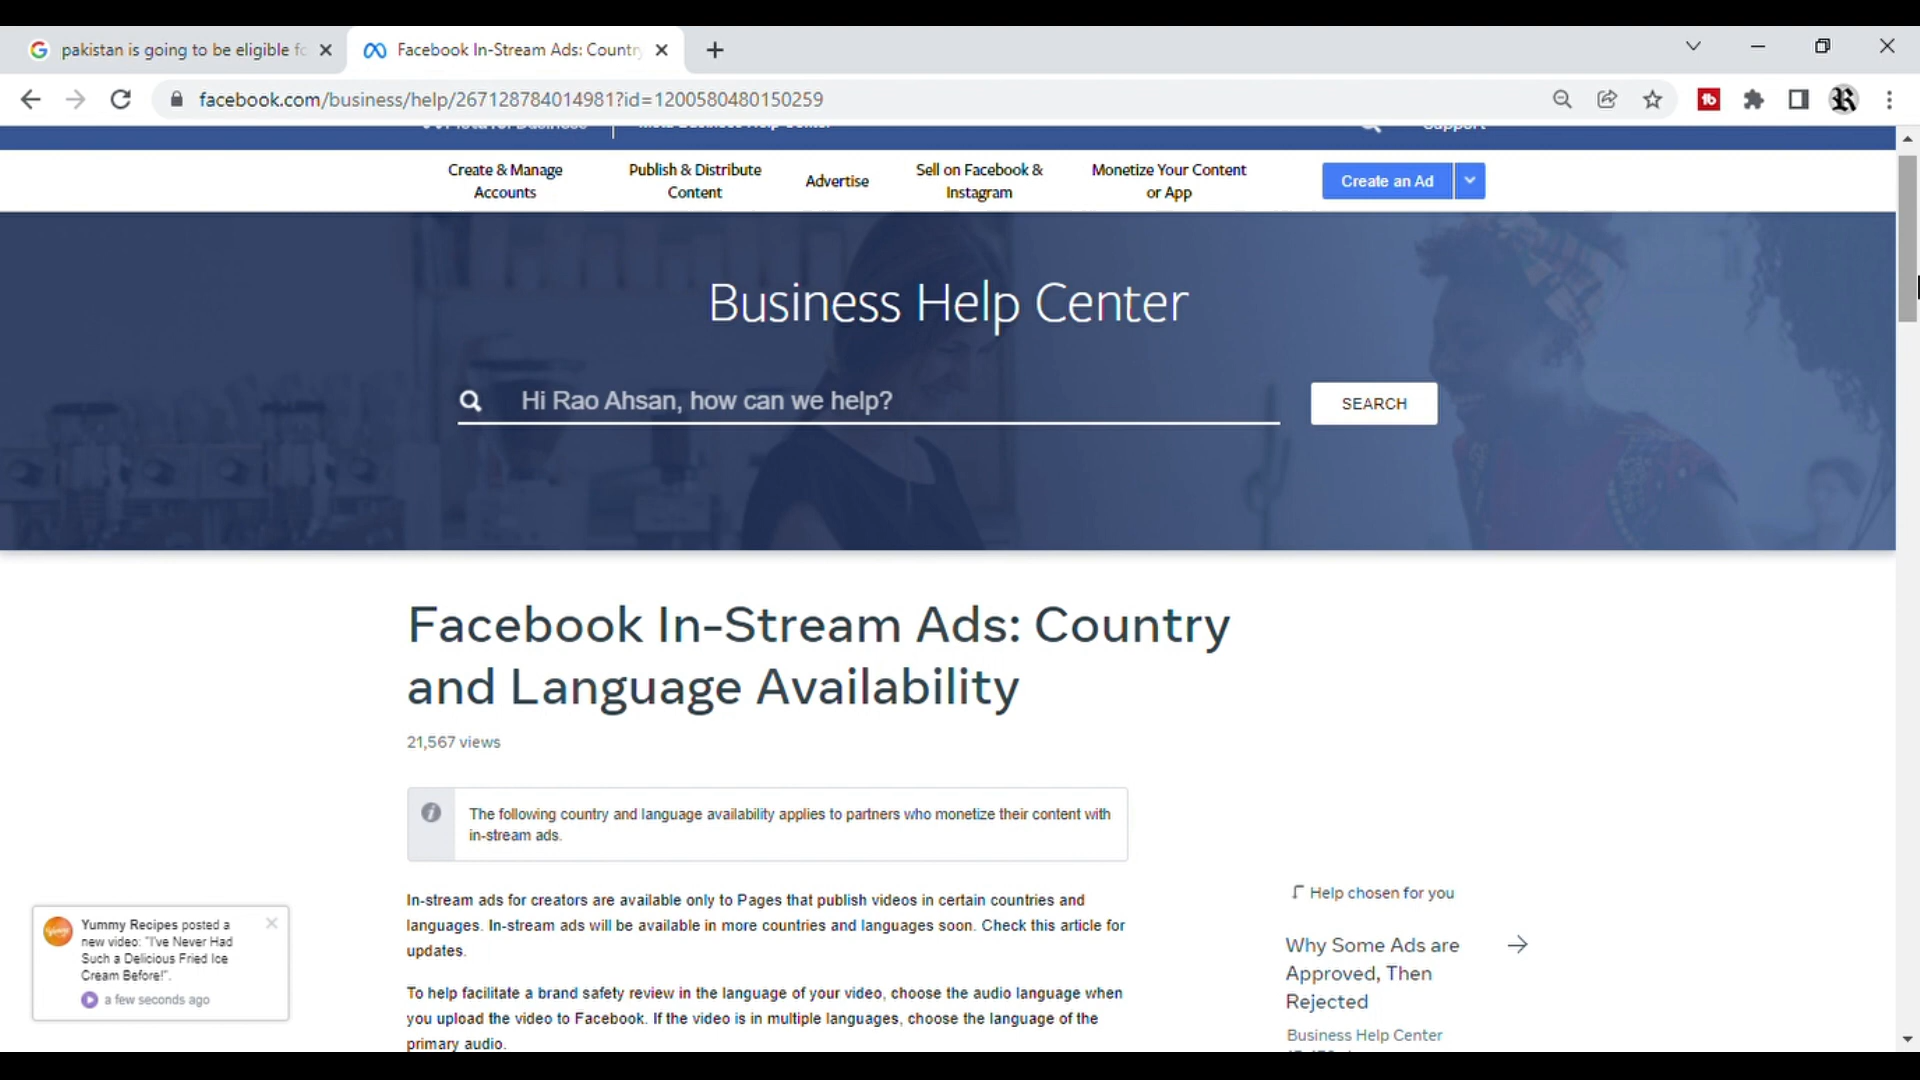 pakistan is going to be eligible fo
Facebook In-Stream Ads: Countr
facebook.com/business/help/267128784014981?id=1200580480150259
Support
Create & Manage
Accounts
Publish & Distribute
Content
Advertise
Sell on Facebook &
Instagram
Monetize Your Content
or App
Create an Ad
Business Help Center
Hi Rao Ahsan, how can we help?
SEARCH
Facebook In-Stream Ads: Country
and Language Availability
21,567 views
The following country and language availability applies to partners who monetize their content with
in-stream ads.
In-stream ads for creators are available only to Pages that publish videos in certain countries and
languages. In-stream ads will be available in more countries and languages soon. Check this article for
updates.
To help facilitate a brand safety review in the language of your video, choose the audio language when
you upload the video to Facebook. If the video is in multiple languages, choose the language of the
primary audio.
Help chosen for you
Why Some Ads are
Approved, Then
Rejected
Business Help Center
Yummy Recipes posted a
new video: "I've Never Had
Such a Delicious Fried Ice
Cream Before!".
a few seconds ago